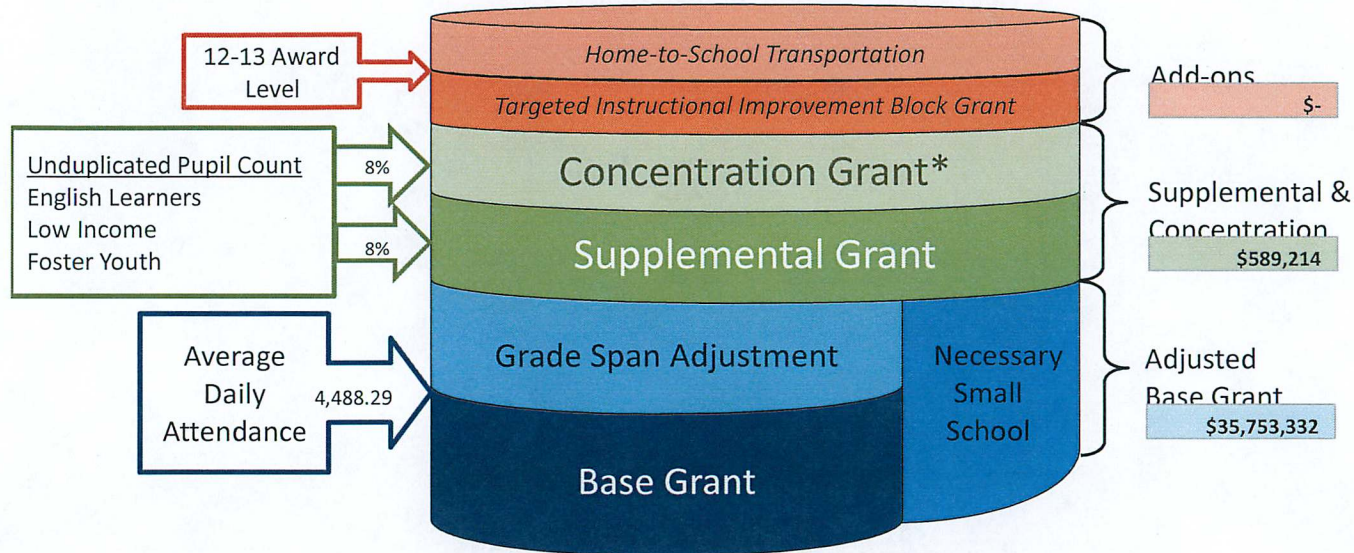 12-13 Award
Level
Home-to-School Transportation
Targeted Instructional Improvement Block Grant
Add-ons
$-
Unduplicated Pupil Count
English Learners
Low Income
Foster Youth
8%
8%
Concentration Grant*
Supplemental Grant
Supplemental &
Concentration
$589,214
Average
Daily
Attendance
4,488.29
Grade Span Adjustment
Base Grant
Necessary
Small
School
Adjusted
Base Grant
$35,753,332